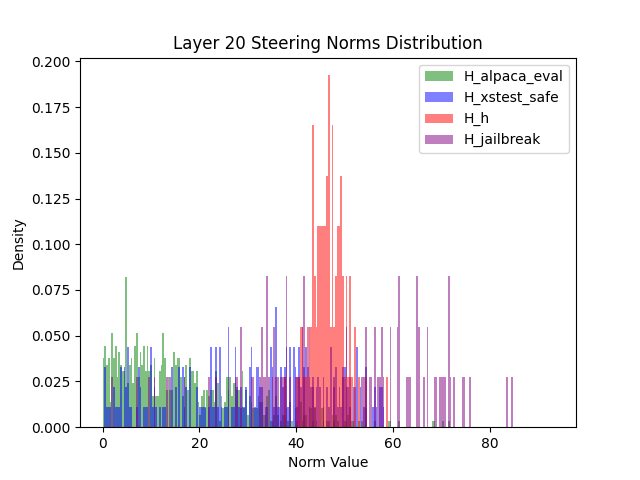 Layer 20 Steering Norms Distribution
0.200
0.175
0.150
0.125
0.100
0.075
0.050
0.025
0.000
Density
H_alpaca_eval
H_xstest_safe
H_h
H_jailbreak
0 20 40 60 80
Norm Value